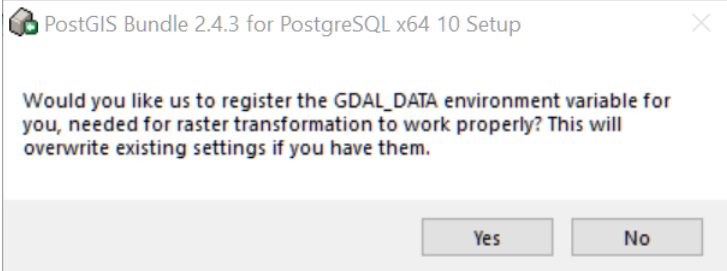 PostGIS Bundle 2.4.3 for PostgreSQL x64 10 Setup
Would you like us to register the GDAL_DATA environment variable for
you, needed for raster transformation to work properly? This will
overwrite existing settings if you have them.
Yes
No